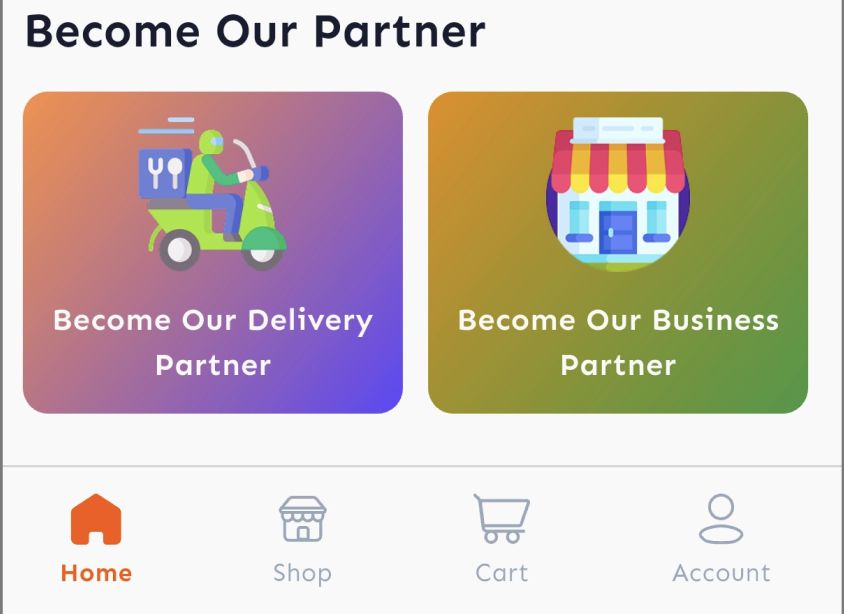 Become Our Partner
Become Our Delivery
Partner
Become Our Business
Partner
Home
Shop
Cart
Account